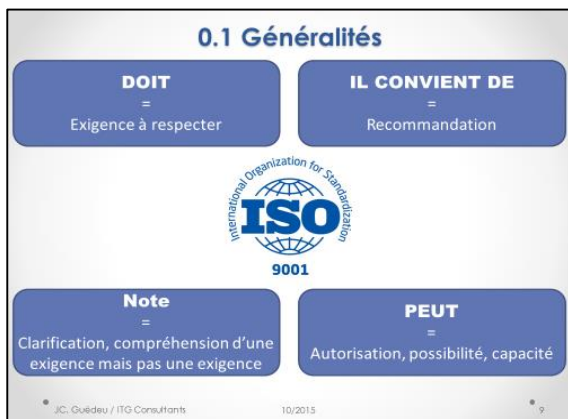 0.1 Généralités
DOIT
=
Exigence à respecter
IL CONVIENT DE
=
Recommandation
International Organization for Standardization
ISO
9001
Note
=
Clarification, compréhension d'une
exigence mais pas une exigence
PEUT
=
Autorisation, possibilité, capacité
JC. Guédeu / ITG Consultants
10/2015
9